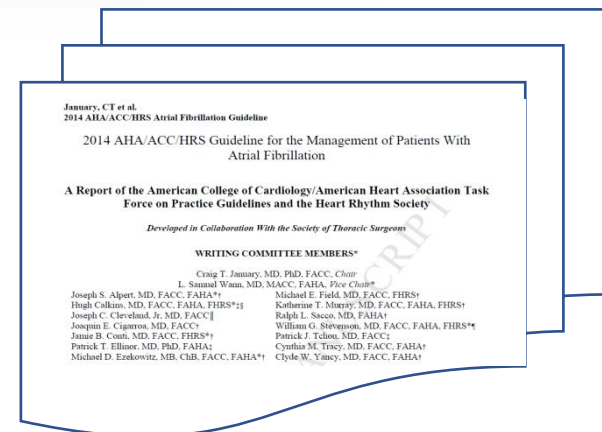 January, CT et al.
2014 AHA/ACC/HRS Atrial Fibrillation Guideline
2014 AHA/ACC/HRS Guideline for the Management of Patients With
Atrial Fibrillation
A Report of the American College of Cardiology/American Heart Association Task
Force on Practice Guidelines and the Heart Rhythm Society
Developed in Collaboration With the Society of Thoracic Surgeons
WRITING COMMITTEE MEMBERS*
Craig T. January, MD, PhD, FACC, Chair
L. Samuel Wann, MD, MACC, FAHA, Vice Chair*
Joseph S. Alpert, MD, FACC, FAHA*† Michael E. Field, MD, FACC, FHRS†
Hugh Calkins, MD, FACC, FAHA, FHRS*‡§ Katherine T. Murray, MD, FACC, FAHA, FHRS†
Joseph C. Cleveland, Jr, MD, FACC║ Ralph L. Sacco, MD, FAHA†
Joaquin E. Cigarroa, MD, FACC† William G. Stevenson, MD, FACC, FAHA, FHRS*¶
Jamie B. Conti, MD, FACC, FHRS*† Patrick J. Tchou, MD, FACC‡
Patrick T. Ellinor, MD, PhD, FAHA‡ Cynthia M. Tracy, MD, FACC, FAHA†
Michael D. Ezekowitz, MB, ChB, FACC, FAHA*† Clyde W. Yancy, MD, FACC, FAHA†